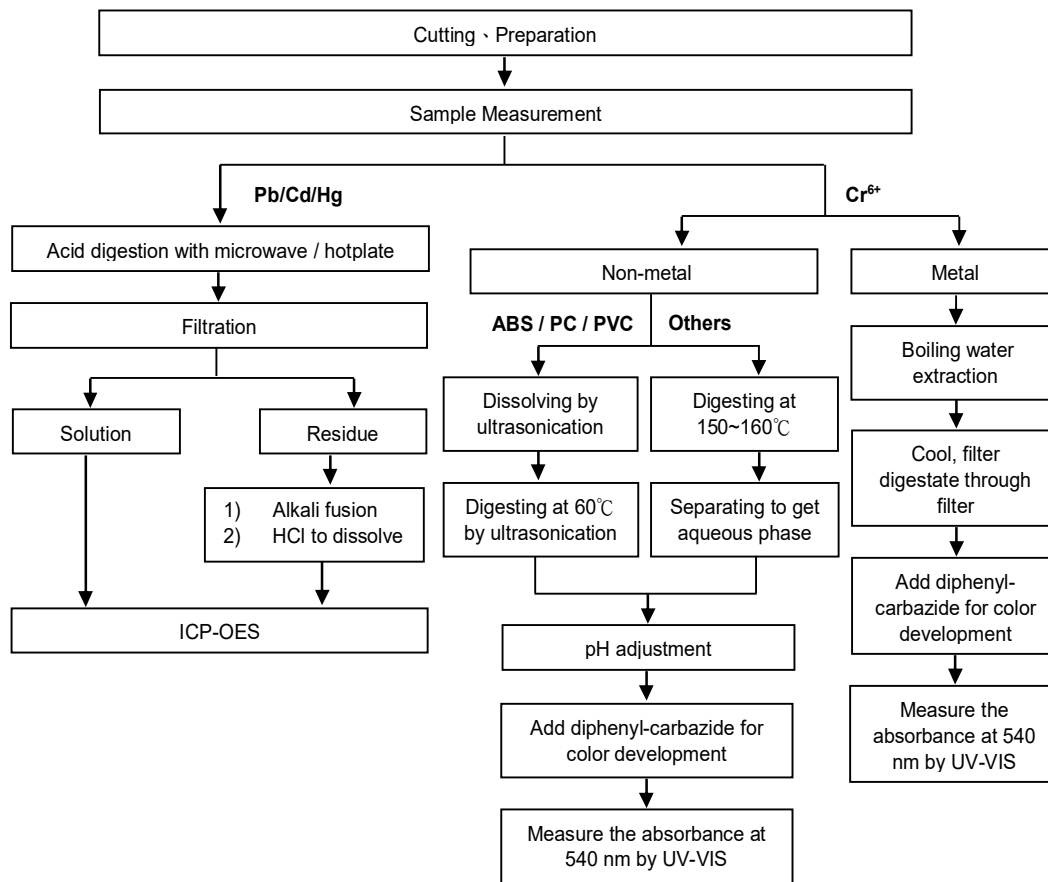 Cutting、Preparation
Sample Measurement
Pb/Cd/Hg
Cr⁶⁺
Acid digestion with microwave / hotplate
Filtration
Solution
Residue
1) Alkali fusion
2) HCl to dissolve
ICP-OES
Non-metal
ABS / PC / PVC
Others
Dissolving by
ultrasonication
Digesting at 60℃
by ultrasonication
Digesting at
150~160℃
Separating to get
aqueous phase
pH adjustment
Add diphenyl-carbazide for
color development
Measure the absorbance at
540 nm by UV-VIS
Metal
Boiling water
extraction
Cool, filter
digestate through
filter
Add diphenyl-
carbazide for color
development
Measure the
absorbance at 540
nm by UV-VIS